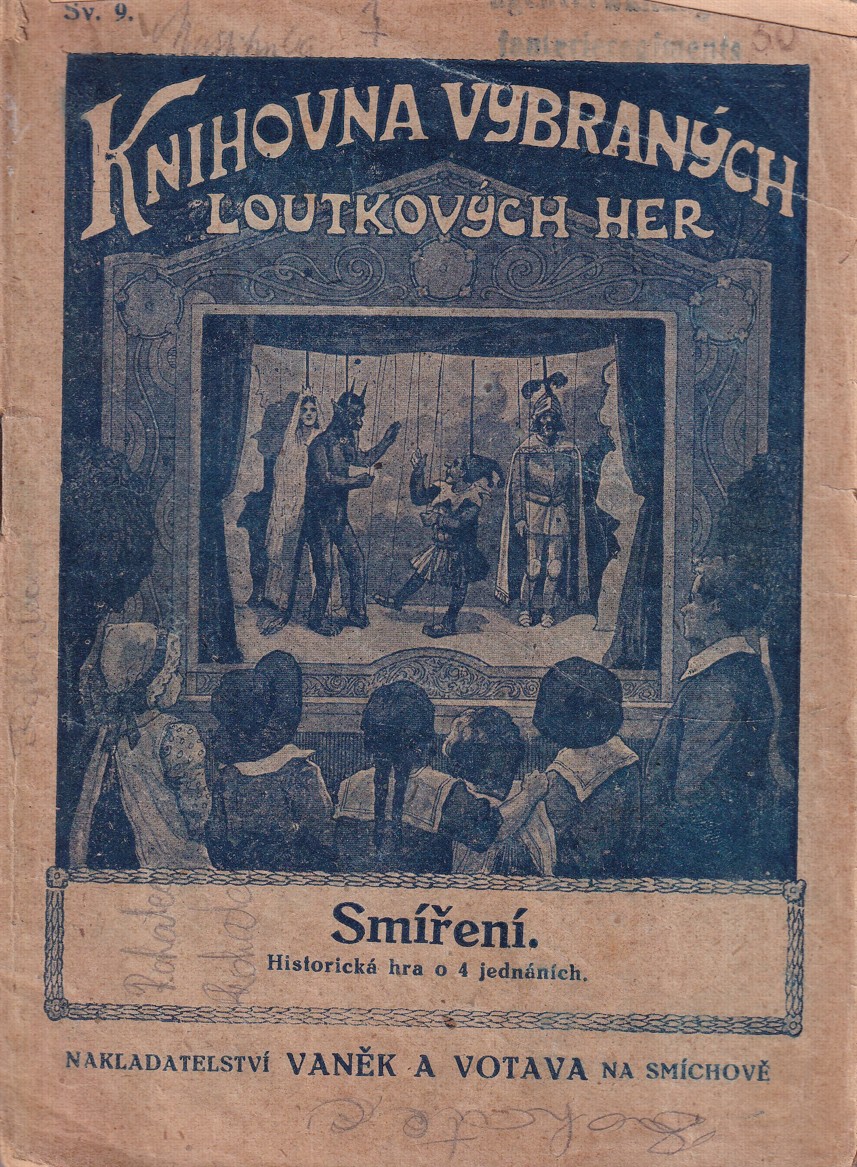 Sv. 9.
KNIHOVNA VYBRANÝCH
LOUTKOVÝCH HER
Smíření.
Historická hra o 4 jednáních.
NAKLADATELSTVÍ VANĚK A VOTAVA NA SMÍCHOVĚ